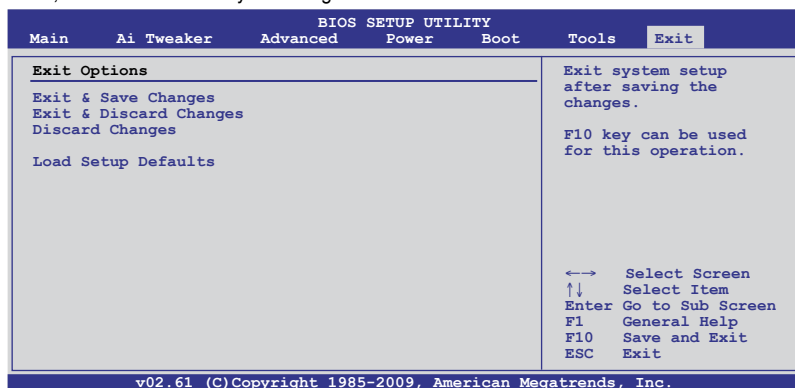 BIOS SETUP UTILITY
Main Ai Tweaker Advanced Power Boot Tools Exit
Exit Options
Exit & Save Changes
Exit & Discard Changes
Discard Changes
Load Setup Defaults
Exit system setup
after saving the
changes.
F10 key can be used
for this operation.
←→ Select Screen
↑↓ Select Item
Enter Go to Sub Screen
F1 General Help
F10 Save and Exit
ESC Exit
v02.61 (C)Copyright 1985-2009, American Megatrends, Inc.